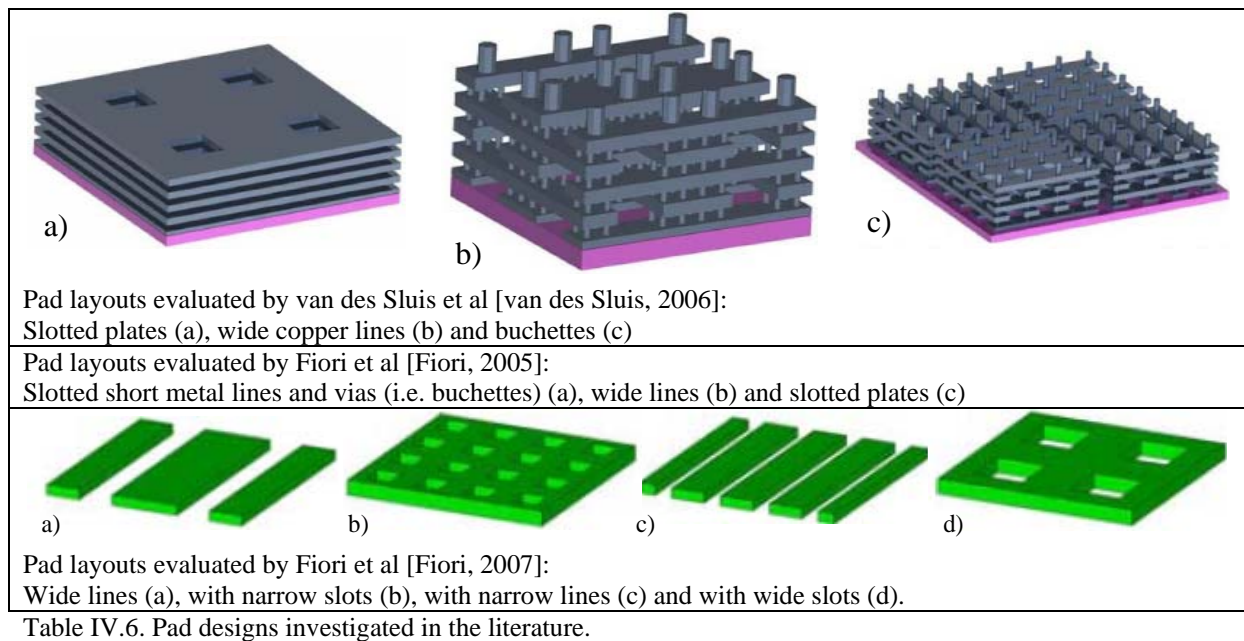 a)
b)
c)
Pad layouts evaluated by van des Sluis et al [van des Sluis, 2006]:
Slotted plates (a), wide copper lines (b) and buchettes (c)
Pad layouts evaluated by Fiori et al [Fiori, 2005]:
Slotted short metal lines and vias (i.e. buchettes) (a), wide lines (b) and slotted plates (c)
a)
b)
c)
d)
Pad layouts evaluated by Fiori et al [Fiori, 2007]:
Wide lines (a), with narrow slots (b), with narrow lines (c) and with wide slots (d).
Table IV.6. Pad designs investigated in the literature.